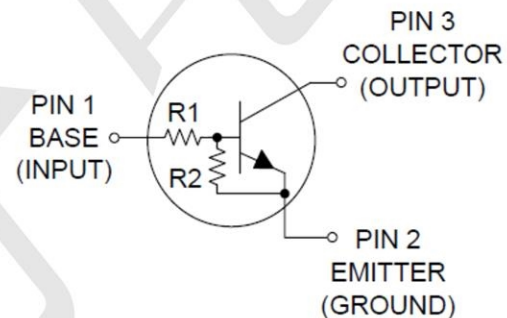 PIN 3
COLLECTOR
(OUTPUT)
PIN 1
BASE
(INPUT)
R1
R2
PIN 2
EMITTER
(GROUND)